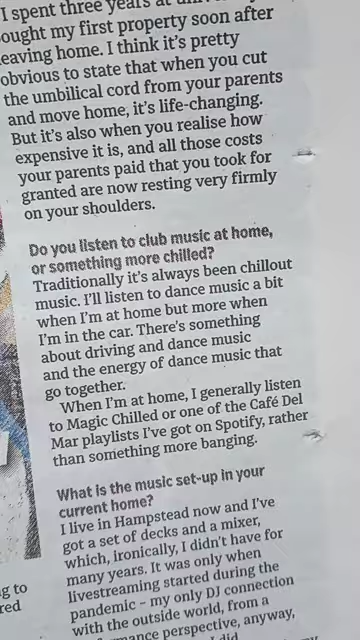 I spent three years at
ought my first property soon after
eaving home. I think it's pretty
obvious to state that when you cut
the umbilical cord from your parents
and move home, it's life-changing.
But it's also when you realise how
expensive it is, and all those costs
your parents paid that you took for
granted are now resting very firmly
on your shoulders.
Do you listen to club music at home,
or something more chilled?
Traditionally it's always been chillout
music. I'll listen to dance music a bit
when I'm at home but more when
I'm in the car. There's something
about driving and dance music
and the energy of dance music that
go together.
When I'm at home, I generally listen
to Magic Chilled or one of the Café Del
Mar playlists I've got on Spotify, rather
than something more banging.
What is the music set-up in your
current home?
I live in Hampstead now and I've
got a set of decks and a mixer,
which, ironically, I didn't have for
many years. It was only when
livestreaming started during the
pandemic – my only DJ connection
with the outside world, from a
mance perspective, anyway,
I did
g to
red